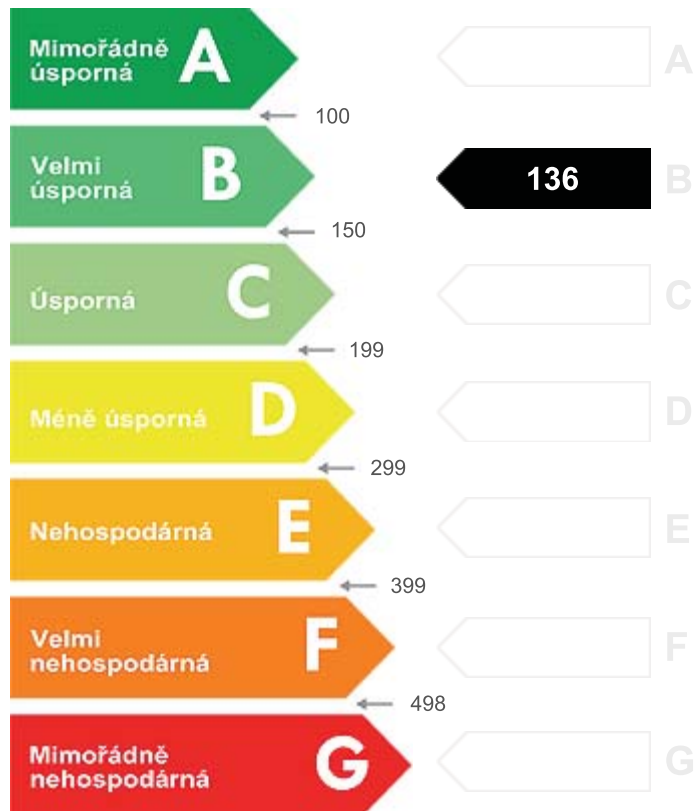 Mimořádně
úsporná
A
A
100
Velmi
úsporná
B
136
B
150
Úsporná
C
C
199
Méně úsporná
D
D
299
Nehospodárná
E
E
399
Velmi
nehospodárná
F
F
498
Mimořádně
nehospodárná
G
G